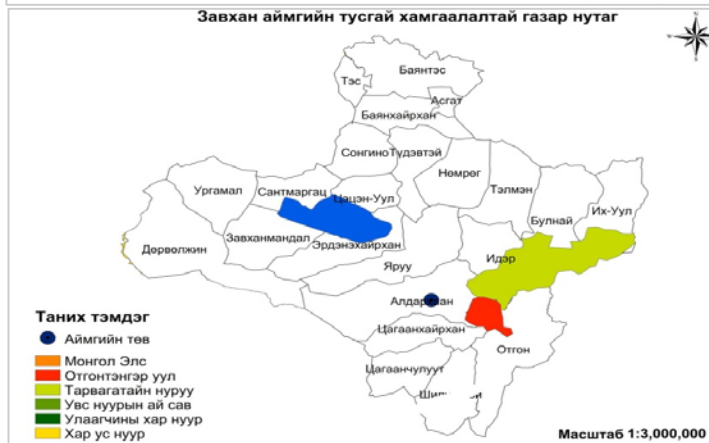 Завхан аймгийн тусгай хамгаалалтай газар нутаг
Баянтэс
Тэс
Асгат
Баянхайрхан
Сонгино
Түдэвтэй
Нөмрөг
Тэлмэн
Ургамал
Сантмаргац
Цэцэн-Уул
Булнай
Их-Уул
Дөрвөлжин
Завханмандал
Эрдэнэхайрхан
Идэр
Яруу
Цагаанхайрхан
Отгон
Цагаанчулуут
Таних тэмдэг
Аймгийн төв
Монгол Элс
Отгонтэнгэр уул
Тарвагатайн нуруу
Увс нуурын ай сав
Улаагчины хар нуур
Хар ус нуур
Масштаб 1:3,000,000